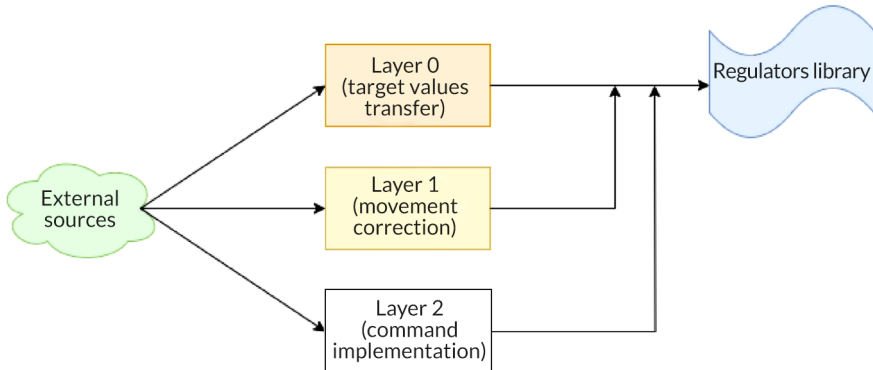 Layer 0
(target values
transfer)
Regulators library
Layer 1
(movement
correction)
External
sources
Layer 2
(command
implementation)